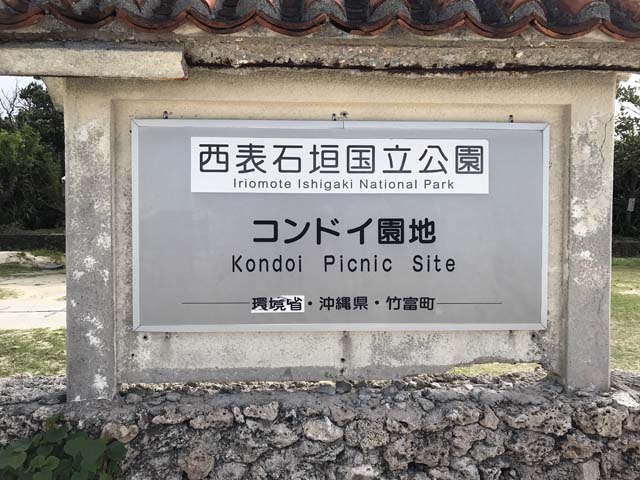 西表石垣国立公園
Iriomote Ishigaki National Park
コンドイ園地
Kondoi Picnic Site
環境省・沖縄県・竹富町